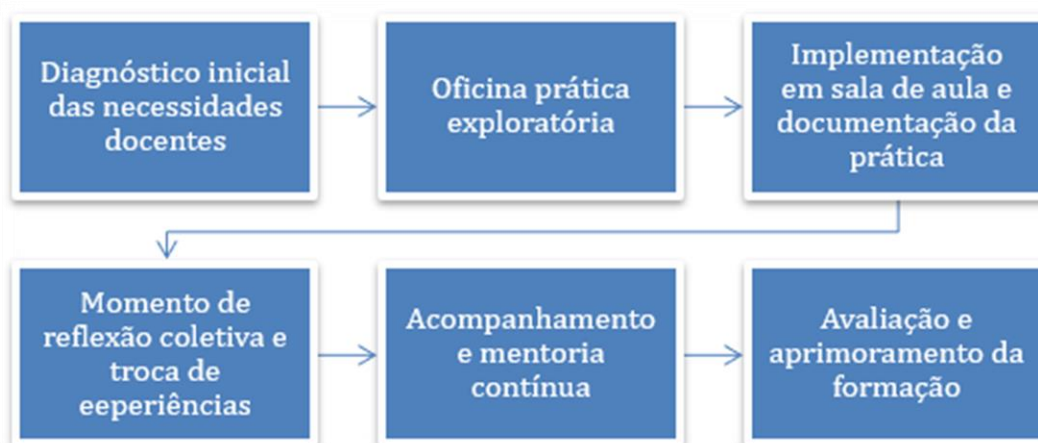 Diagnóstico inicial
das necessidades
docentes
Oficina prática
exploratória
Implementação
em sala de aula e
documentação da
prática
Momento de
reflexão coletiva e
troca de
eeperiências
Acompanhamento
e mentoria
contínua
Avaliação e
aprimoramento da
formação